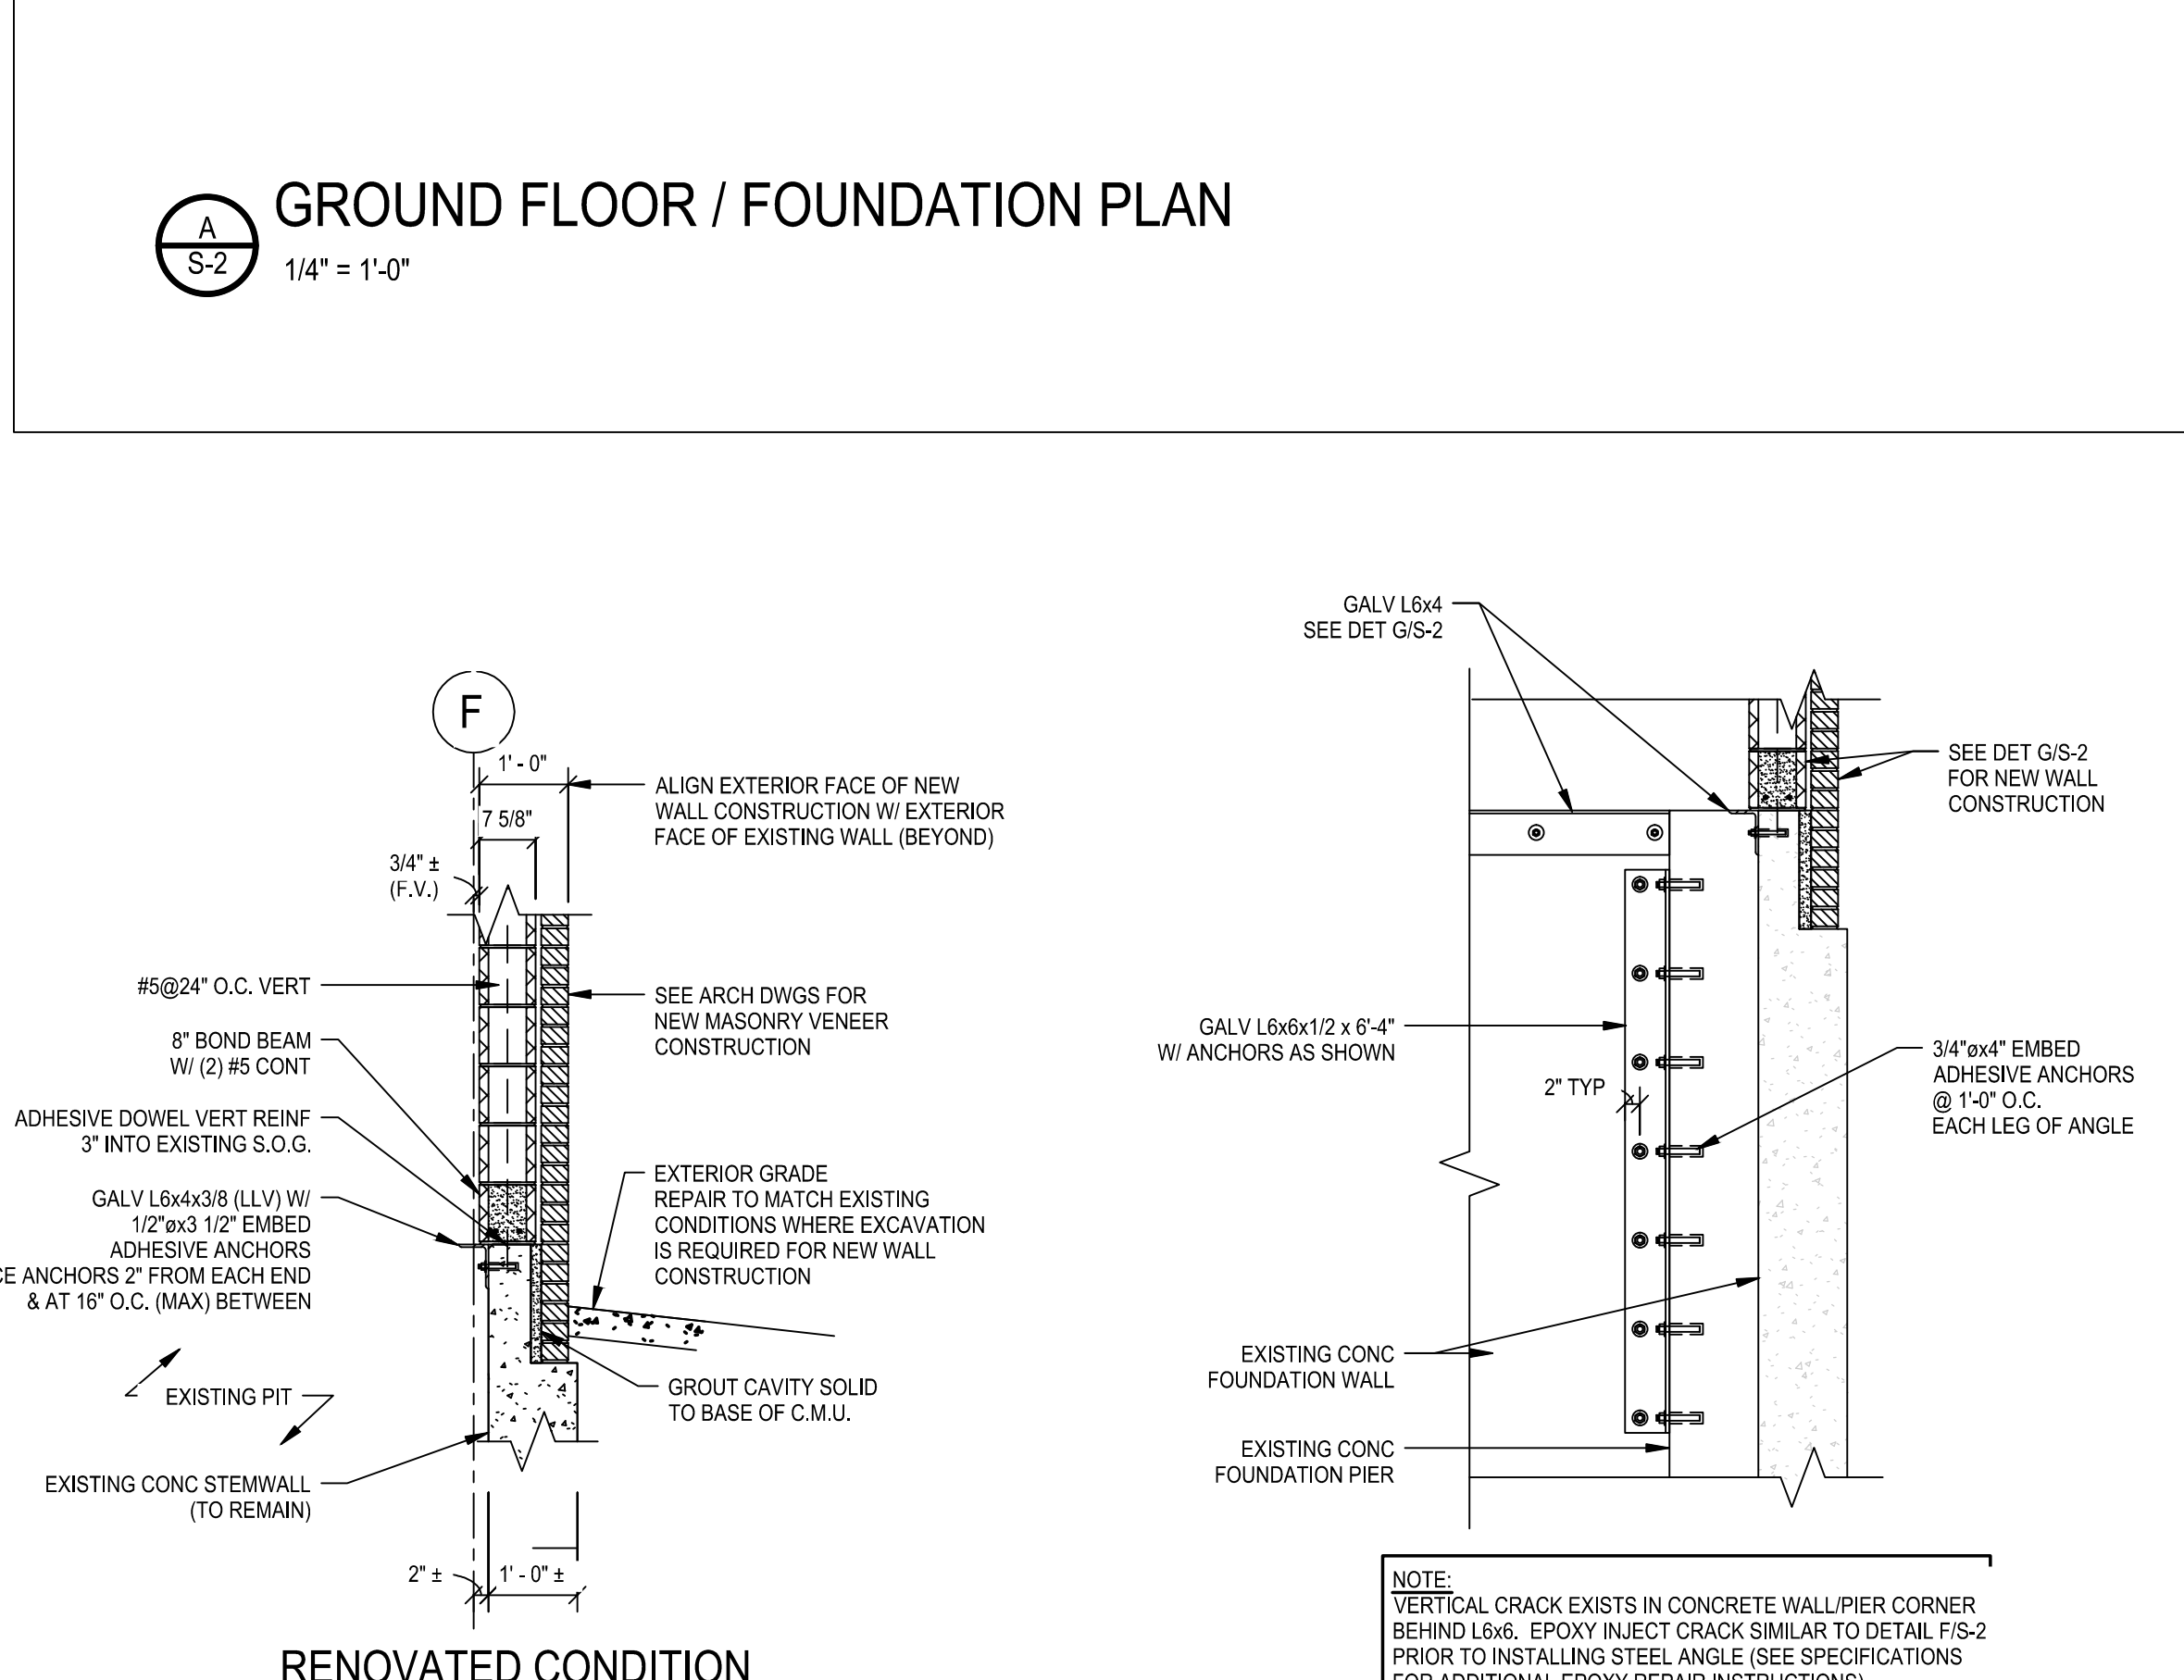 A
S-2
GROUND FLOOR / FOUNDATION PLAN
1/4" = 1'-0"
F
1' - 0"
7 5/8"
3/4" ±
(F.V.)
ALIGN EXTERIOR FACE OF NEW
WALL CONSTRUCTION W/ EXTERIOR
FACE OF EXISTING WALL (BEYOND)
#5@24" O.C. VERT
8" BOND BEAM
W/ (2) #5 CONT
ADHESIVE DOWEL VERT REINF
3" INTO EXISTING S.O.G.
GALV L6x4x3/8 (LLV) W/
1/2"øx3 1/2" EMBED
ADHESIVE ANCHORS
ANCHORS 2" FROM EACH END
& AT 16" O.C. (MAX) BETWEEN
EXISTING PIT
EXISTING CONC STEMWALL
(TO REMAIN)
SEE ARCH DWGS FOR
NEW MASONRY VENEER
CONSTRUCTION
EXTERIOR GRADE
REPAIR TO MATCH EXISTING
CONDITIONS WHERE EXCAVATION
IS REQUIRED FOR NEW WALL
CONSTRUCTION
GROUT CAVITY SOLID
TO BASE OF C.M.U.
2" ±
1' - 0" ±
RENOVATED CONDITION
GALV L6x4
SEE DET G/S-2
SEE DET G/S-2
FOR NEW WALL
CONSTRUCTION
GALV L6x6x1/2 x 6'-4"
W/ ANCHORS AS SHOWN
2" TYP
3/4"øx4" EMBED
ADHESIVE ANCHORS
@ 1'-0" O.C.
EACH LEG OF ANGLE
EXISTING CONC
FOUNDATION WALL
EXISTING CONC
FOUNDATION PIER
NOTE:
VERTICAL CRACK EXISTS IN CONCRETE WALL/PIER CORNER
BEHIND L6x6. EPOXY INJECT CRACK SIMILAR TO DETAIL F/S-2
PRIOR TO INSTALLING STEEL ANGLE (SEE SPECIFICATIONS
FOR ADDITIONAL EPOXY REPAIR INSTRUCTIONS)